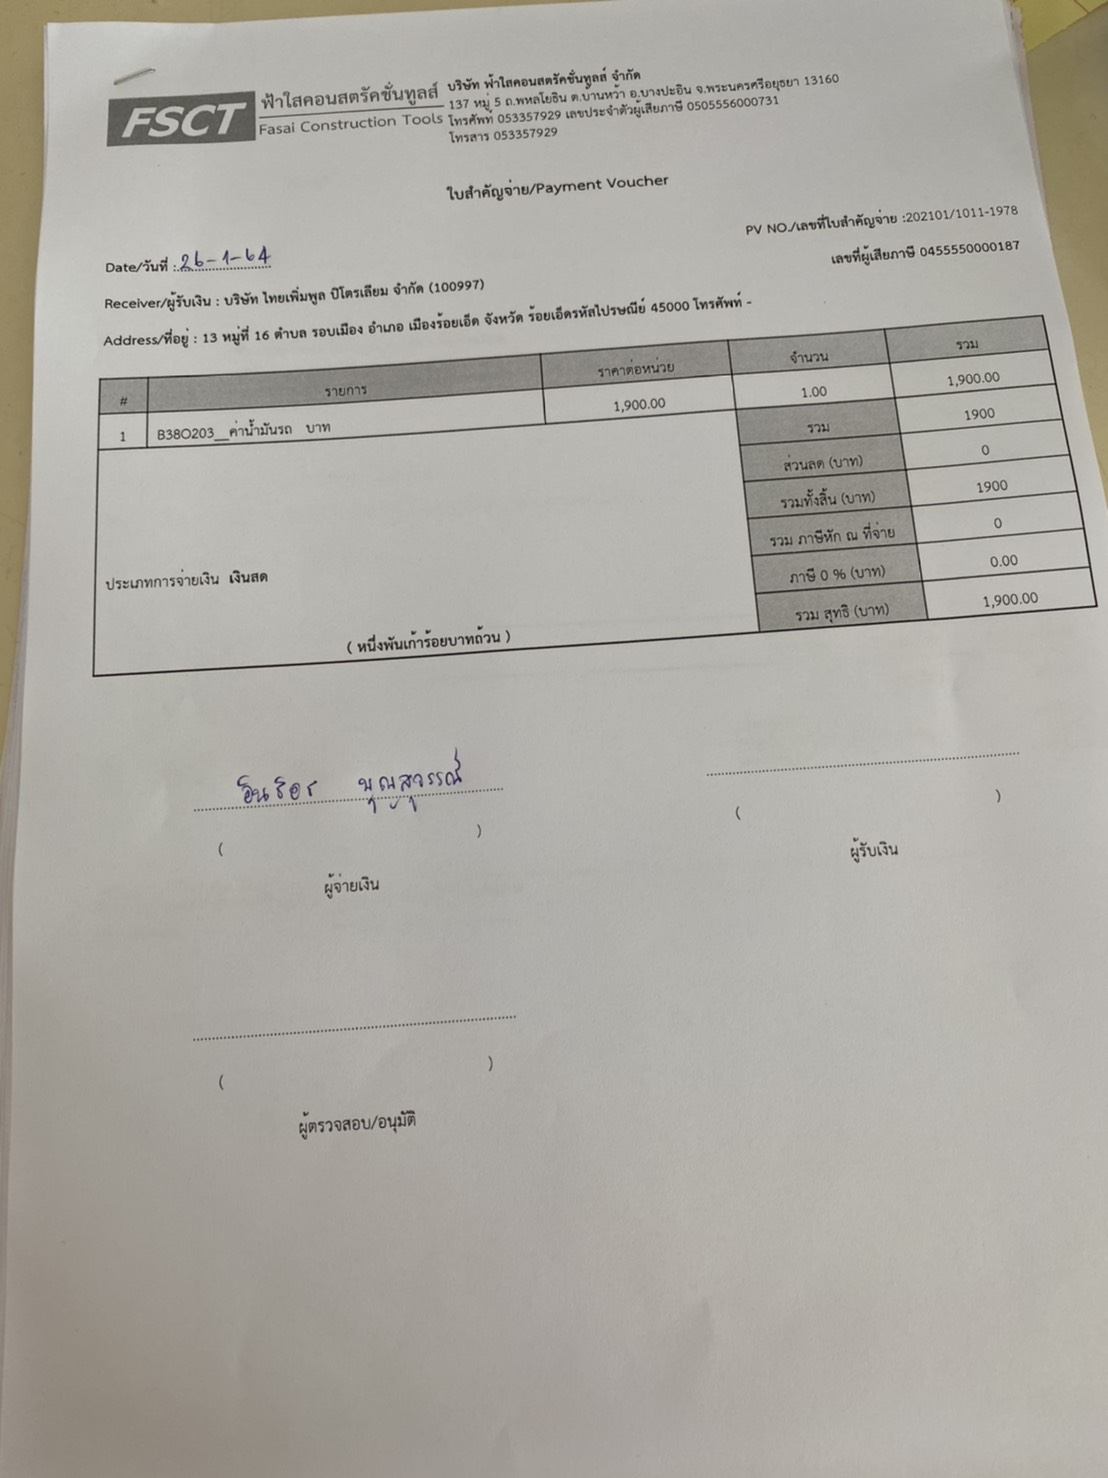 FSCT
ฟ้าใสคอนสตรัคชั่นทูลส์
Fasai Construction Tools
บริษัท ฟ้าใสคอนสตรัคชั่นทูลส์ จำกัด
137 หมู่ 5 ถ.พหลโยธิน ต.บ้านหว้า อ.บางปะอิน จ.พระนครศรีอยุธยา 13160
โทรศัพท์ 053357929 เลขประจำตัวผู้เสียภาษี 0505556000731
โทรสาร 053357929
ใบสำคัญจ่าย/Payment Voucher
PV NO./เลขที่ใบสำคัญจ่าย :202101/1011-1978
Date/วันที่ : 26-1-64
เลขที่ผู้เสียภาษี 0455550000187
Receiver/ผู้รับเงิน : บริษัท ไทยเพิ่มพูล ปิโตรเลียม จำกัด (100997)
Address/ที่อยู่ : 13 หมู่ที่ 16 ตำบล รอบเมือง อำเภอ เมืองร้อยเอ็ด จังหวัด ร้อยเอ็ดรหัสไปรษณีย์ 45000 โทรศัพท์ -
# รายการ ราคาต่อหน่วย จำนวน รวม
1 B38O203__ค่าน้ำมันรถ บาท 1,900.00 1.00 1,900.00
รวม 1900
ส่วนลด (บาท) 0
รวมทั้งสิ้น (บาท) 1900
รวม ภาษีหัก ณ ที่จ่าย 0
ประเภทการจ่ายเงิน เงินสด
ภาษี 0 % (บาท) 0.00
( หนึ่งพันเก้าร้อยบาทถ้วน )
รวม สุทธิ (บาท) 1,900.00
( )
ผู้จ่ายเงิน
( )
ผู้รับเงิน
( )
ผู้ตรวจสอบ/อนุมัติ